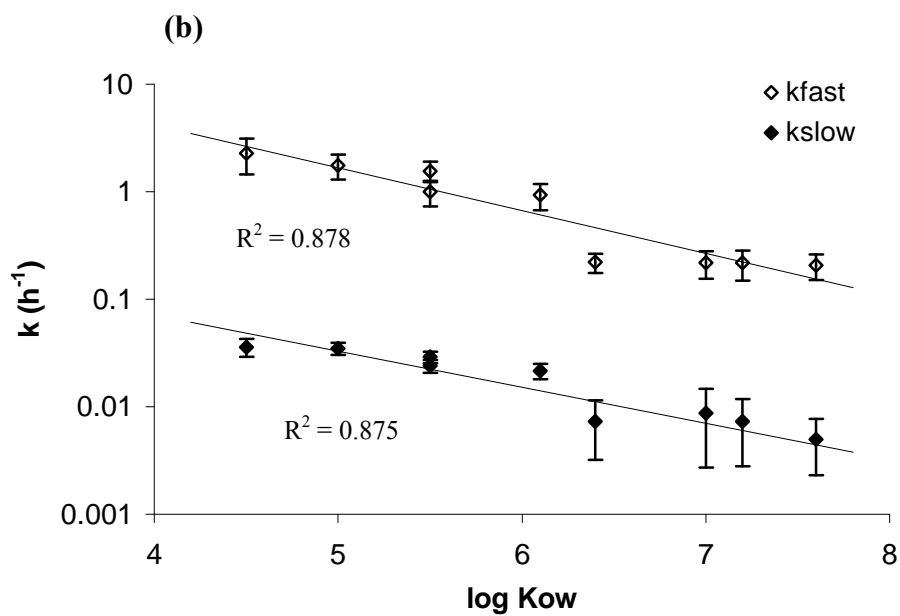 (b)
10
1
0.1
0.01
0.001
k (h⁻¹)
kfast
kslow
R² = 0.878
R² = 0.875
4 5 6 7 8
log Kow